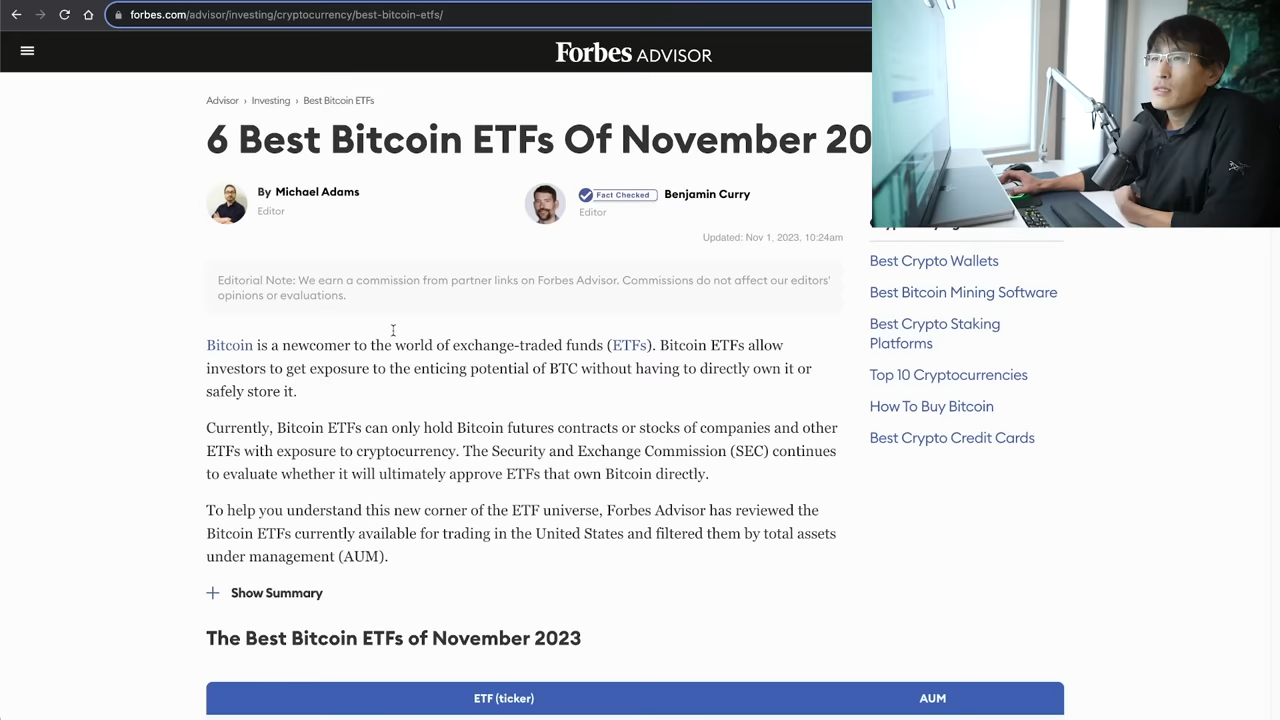 forbes.com/advisor/investing/cryptocurrency/best-bitcoin-etfs/
Forbes ADVISOR
Advisor › Investing › Best Bitcoin ETFs
6 Best Bitcoin ETFs Of November 20
By Michael Adams
Editor
Fact Checked Benjamin Curry
Editor
Updated: Nov 1, 2023, 10:24am
Editorial Note: We earn a commission from partner links on Forbes Advisor. Commissions do not affect our editors'
opinions or evaluations.
Bitcoin is a newcomer to the world of exchange-traded funds (ETFs). Bitcoin ETFs allow
investors to get exposure to the enticing potential of BTC without having to directly own it or
safely store it.
Currently, Bitcoin ETFs can only hold Bitcoin futures contracts or stocks of companies and other
ETFs with exposure to cryptocurrency. The Security and Exchange Commission (SEC) continues
to evaluate whether it will ultimately approve ETFs that own Bitcoin directly.
To help you understand this new corner of the ETF universe, Forbes Advisor has reviewed the
Bitcoin ETFs currently available for trading in the United States and filtered them by total assets
under management (AUM).
+ Show Summary
The Best Bitcoin ETFs of November 2023
ETF (ticker) AUM
Best Crypto Wallets
Best Bitcoin Mining Software
Best Crypto Staking
Platforms
Top 10 Cryptocurrencies
How To Buy Bitcoin
Best Crypto Credit Cards